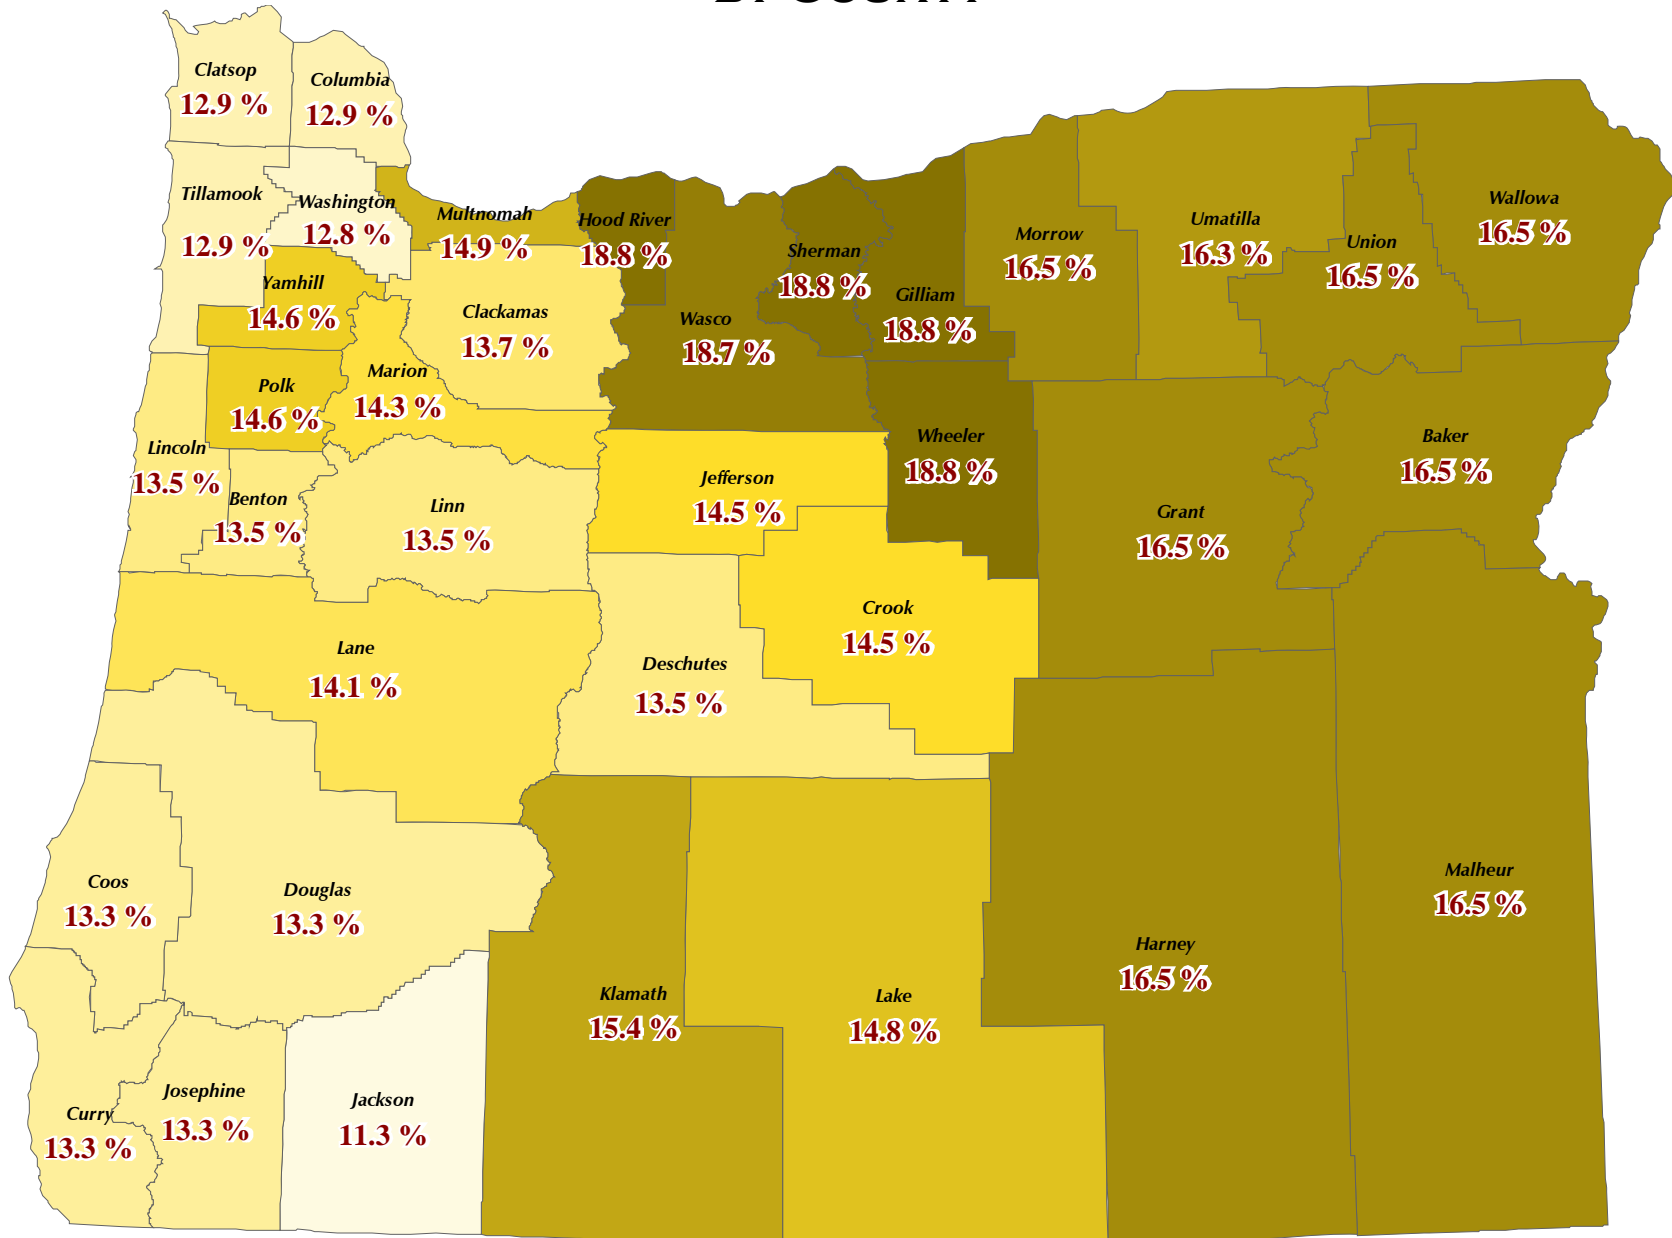 Clatsop
12.9 %
Columbia
12.9 %
Tillamook
12.9 %
Washington
12.8 %
Multnomah
14.9 %
Hood River
18.8 %
Sherman
18.8 %
Gilliam
18.8 %
Morrow
16.5 %
Umatilla
16.3 %
Union
16.5 %
Wallowa
16.5 %
Yamhill
14.6 %
Clackamas
13.7 %
Wasco
18.7 %
Polk
14.6 %
Marion
14.3 %
Lincoln
13.5 %
Benton
13.5 %
Linn
13.5 %
Jefferson
14.5 %
Wheeler
18.8 %
Grant
16.5 %
Baker
16.5 %
Lane
14.1 %
Deschutes
13.5 %
Crook
14.5 %
Coos
13.3 %
Douglas
13.3 %
Klamath
15.4 %
Lake
14.8 %
Harney
16.5 %
Malheur
16.5 %
Curry
13.3 %
Josephine
13.3 %
Jackson
11.3 %